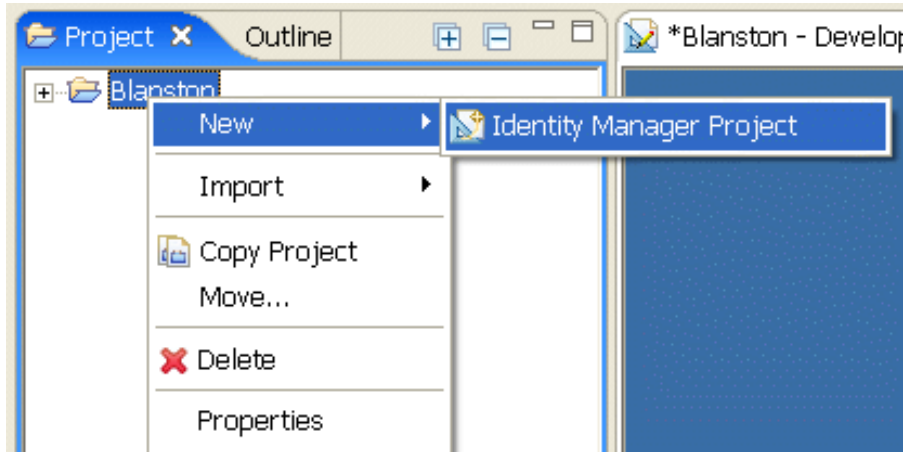 Project Outline *Blanston - Develop
Blanston
New Identity Manager Project
Import
Copy Project
Move...
Delete
Properties